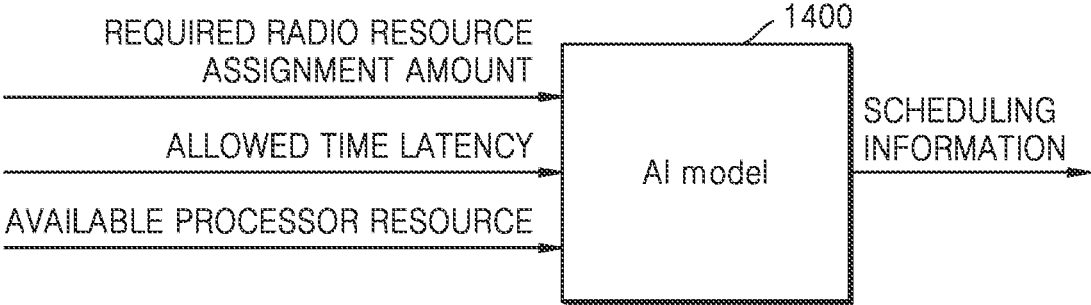 1400
REQUIRED RADIO RESOURCE
ASSIGNMENT AMOUNT
ALLOWED TIME LATENCY
AVAILABLE PROCESSOR RESOURCE
AI model
SCHEDULING
INFORMATION